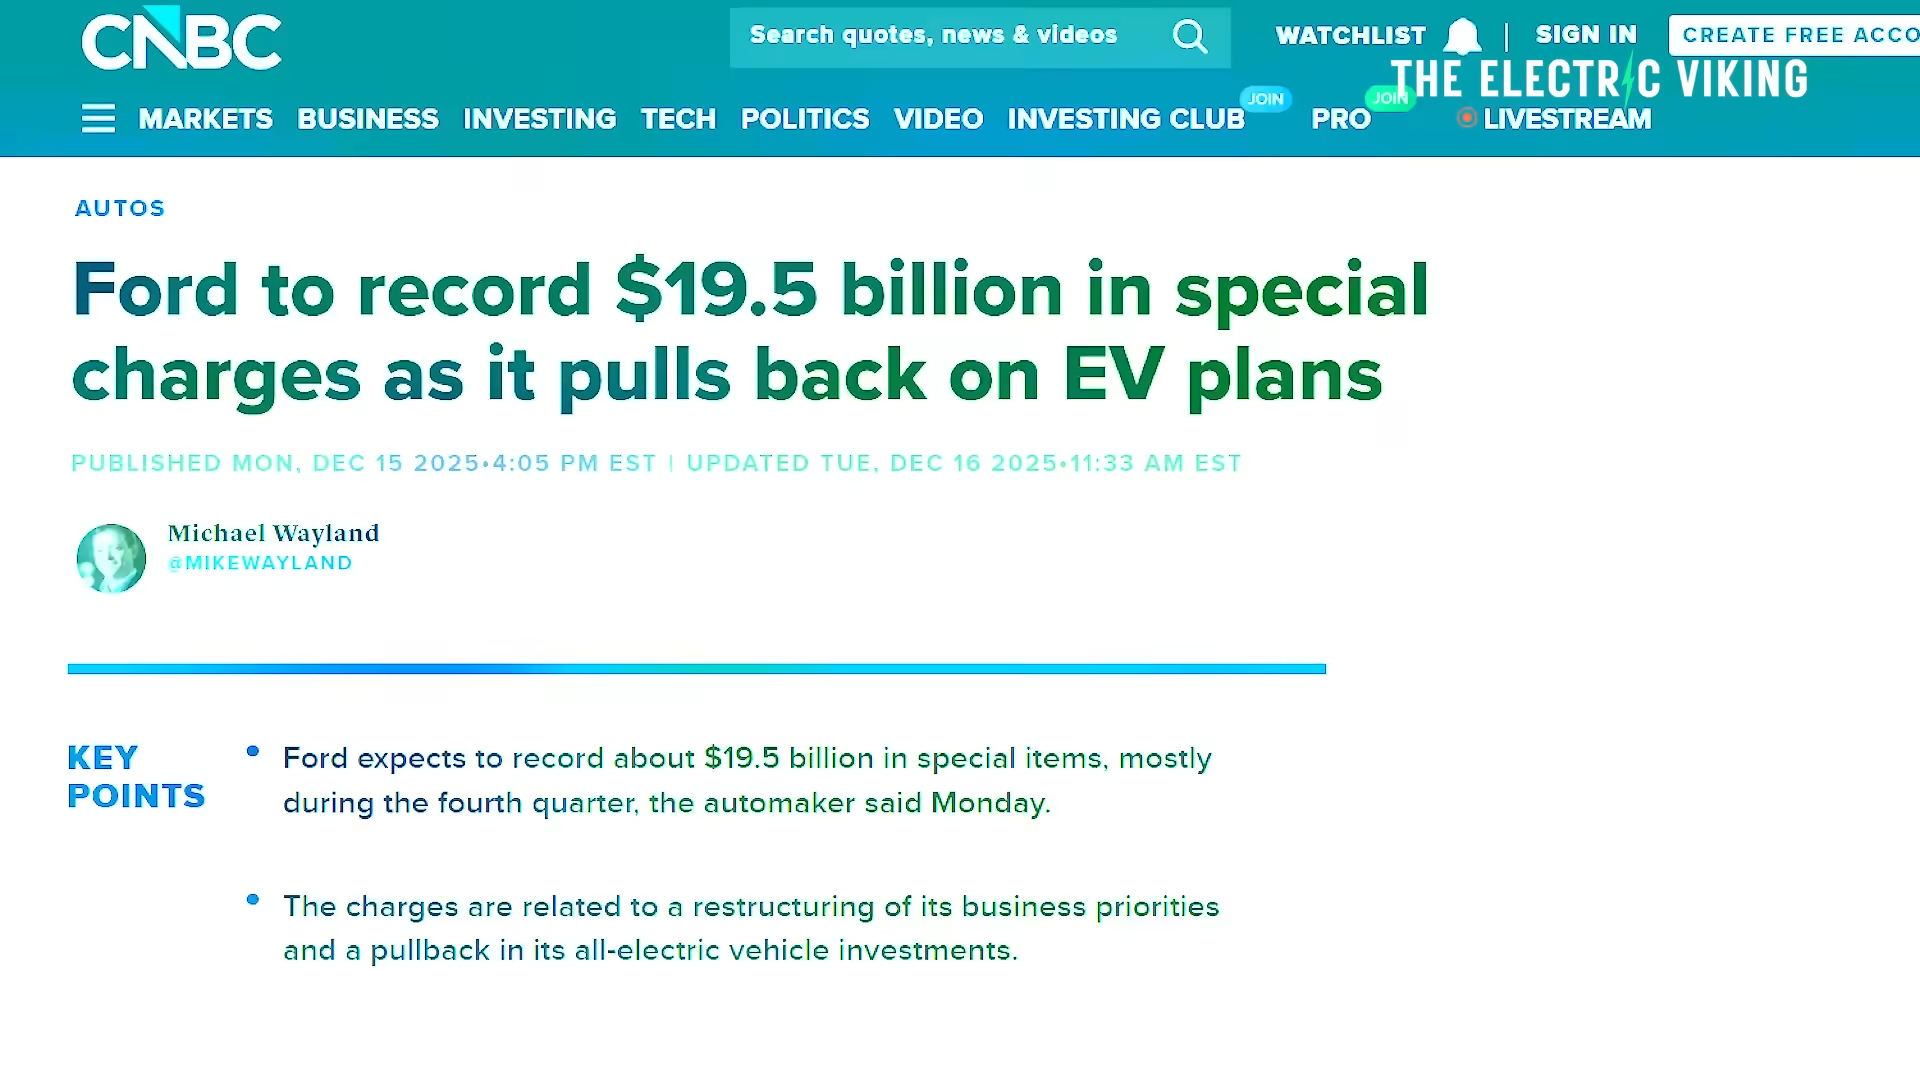 CNBC
Search quotes, news & videos
WATCHLIST | SIGN IN
CREATE FREE ACCO
THE ELECTRIC VIKING
MARKETS BUSINESS INVESTING TECH POLITICS VIDEO INVESTING CLUB JOIN PRO JOIN LIVESTREAM
AUTOS
Ford to record $19.5 billion in special
charges as it pulls back on EV plans
PUBLISHED MON, DEC 15 2025•4:05 PM EST | UPDATED TUE, DEC 16 2025•11:33 AM EST
Michael Wayland
@MIKEWAYLAND
KEY
POINTS
• Ford expects to record about $19.5 billion in special items, mostly
during the fourth quarter, the automaker said Monday.
• The charges are related to a restructuring of its business priorities
and a pullback in its all-electric vehicle investments.